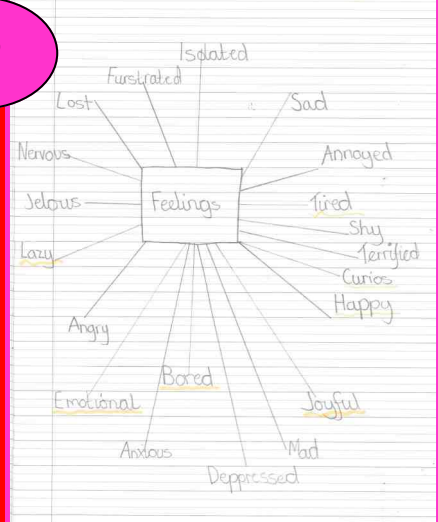 Isolated
Furstrated
Lost
Sad
Nervous
Annoyed
Jelous
Feelings
Tired
Shy
Terrified
Lazy
Curios
Happy
Angry
Bored
Emotional
Joyful
Anxious
Mad
Deppressed